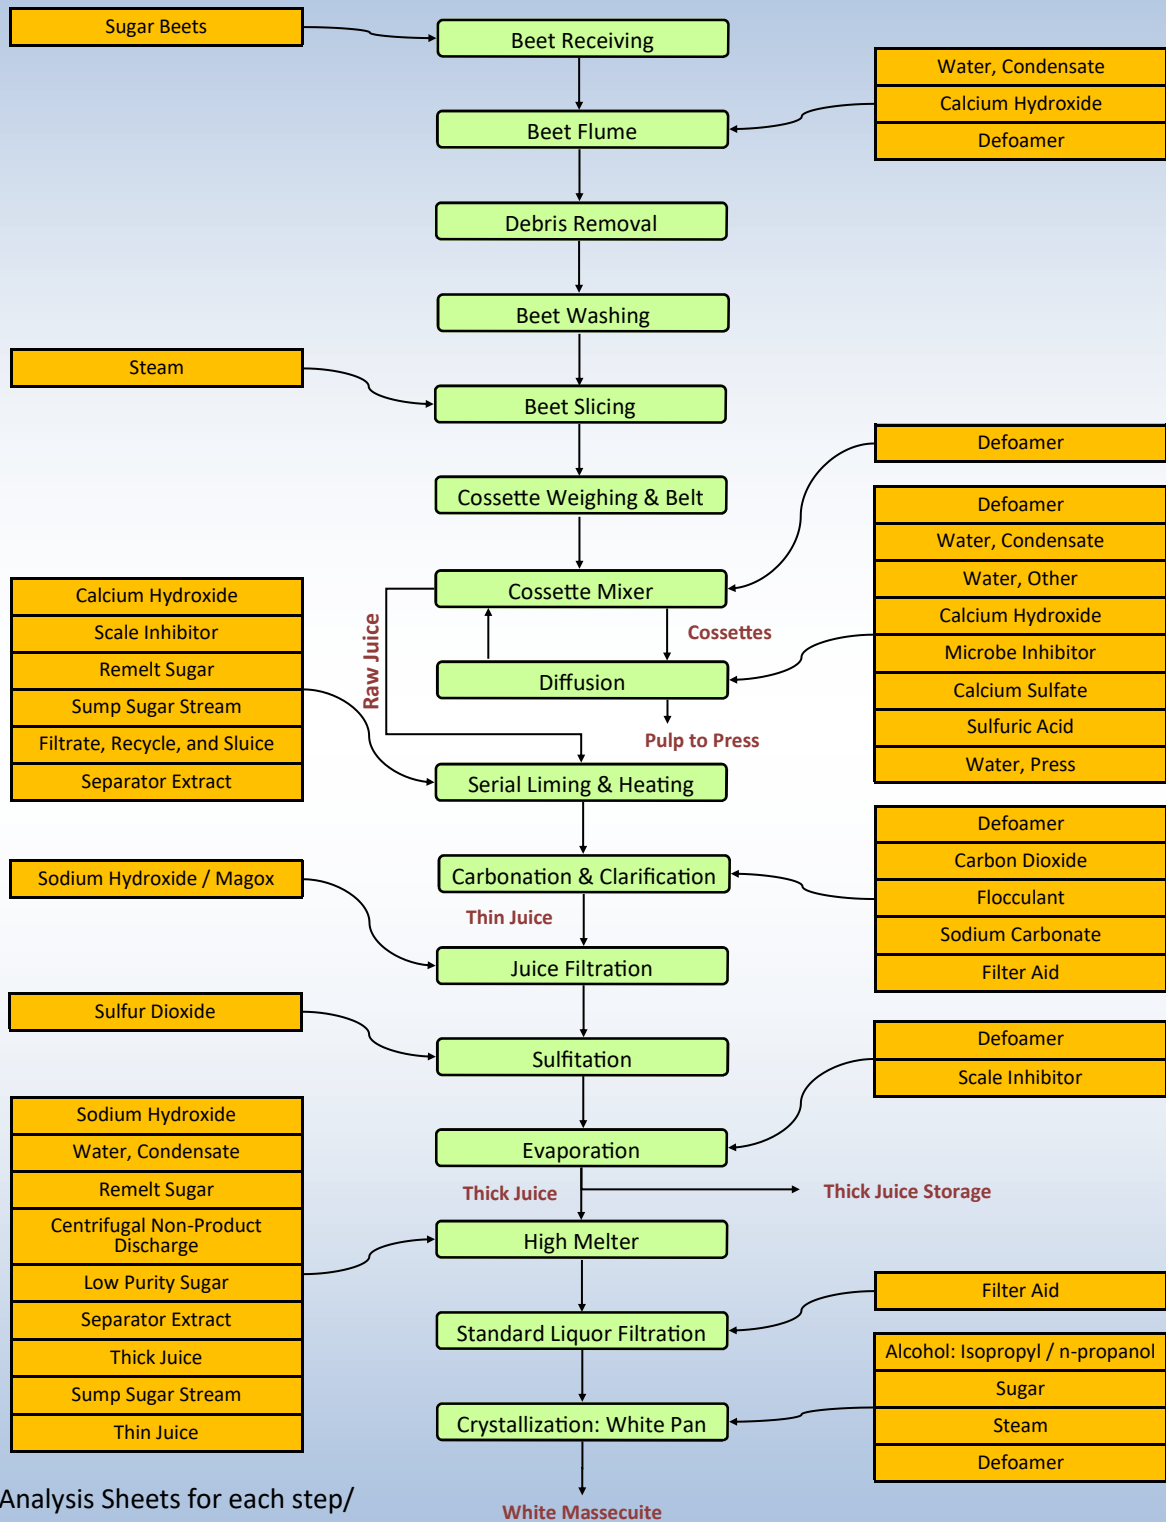 Sugar Beets
Beet Receiving
Water, Condensate
Calcium Hydroxide
Defoamer
Beet Flume
Debris Removal
Beet Washing
Steam
Beet Slicing
Defoamer
Cossette Weighing & Belt
Defoamer
Water, Condensate
Water, Other
Calcium Hydroxide
Microbe Inhibitor
Calcium Sulfate
Sulfuric Acid
Water, Press
Cossette Mixer
Raw Juice
Cossettes
Diffusion
Pulp to Press
Calcium Hydroxide
Scale Inhibitor
Remelt Sugar
Sump Sugar Stream
Filtrate, Recycle, and Sluice
Separator Extract
Serial Liming & Heating
Defoamer
Carbon Dioxide
Flocculant
Sodium Carbonate
Filter Aid
Carbonation & Clarification
Sodium Hydroxide / Magox
Thin Juice
Juice Filtration
Sulfur Dioxide
Sulfitation
Defoamer
Scale Inhibitor
Evaporation
Thick Juice
Thick Juice Storage
Sodium Hydroxide
Water, Condensate
Remelt Sugar
Centrifugal Non-Product
Discharge
Low Purity Sugar
Separator Extract
Thick Juice
Sump Sugar Stream
Thin Juice
High Melter
Filter Aid
Standard Liquor Filtration
Alcohol: Isopropyl / n-propanol
Sugar
Steam
Defoamer
Crystallization: White Pan
White Massecuite
Analysis Sheets for each step/